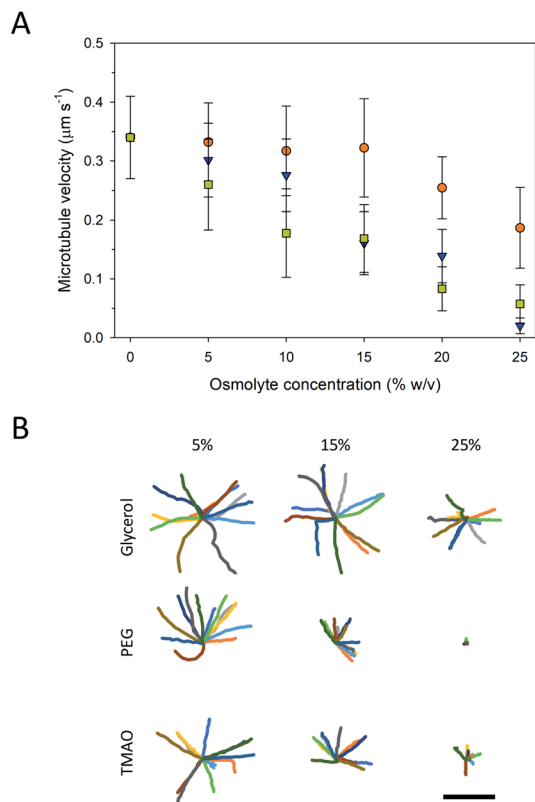 A
0.5
0.4
0.3
0.2
0.1
0.0
Microtubule velocity (μm s⁻¹)
0 5 10 15 20 25
Osmolyte concentration (% w/v)
B
5% 15% 25%
Glycerol
PEG
TMAO